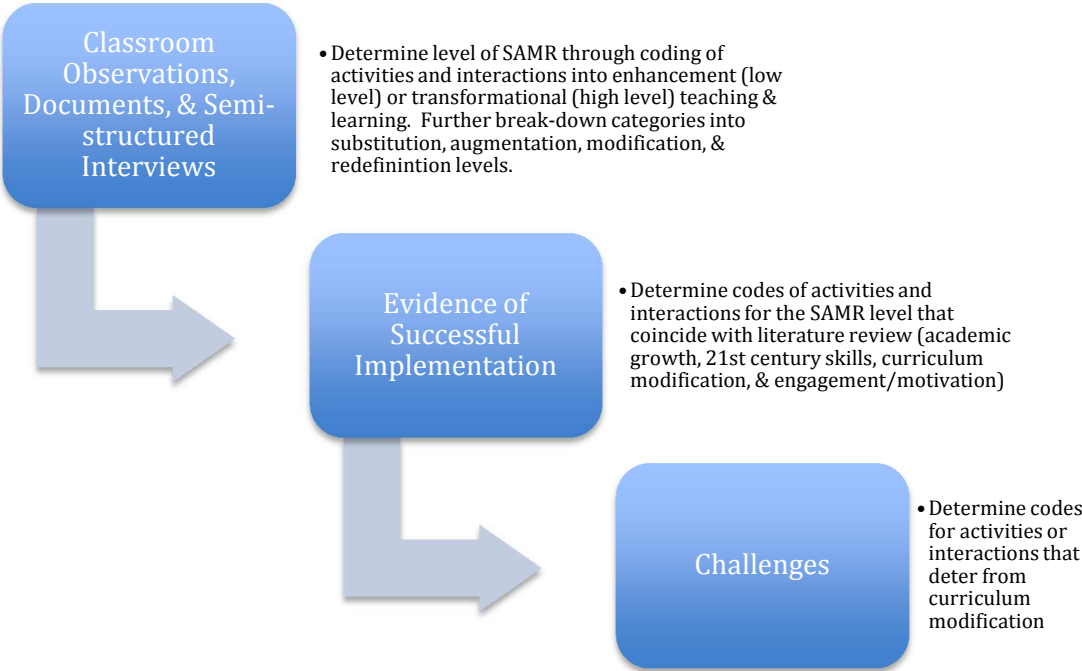 Classroom
Observations,
Documents, & Semi-
structured
Interviews
• Determine level of SAMR through coding of
activities and interactions into enhancement (low
level) or transformational (high level) teaching &
learning.  Further break-down categories into
substitution, augmentation, modification, &
redefinintion levels.
Evidence of
Successful
Implementation
• Determine codes of activities and
interactions for the SAMR level that
coincide with literature review (academic
growth, 21st century skills, curriculum
modification, & engagement/motivation)
Challenges
• Determine codes
for activities or
interactions that
deter from
curriculum
modification